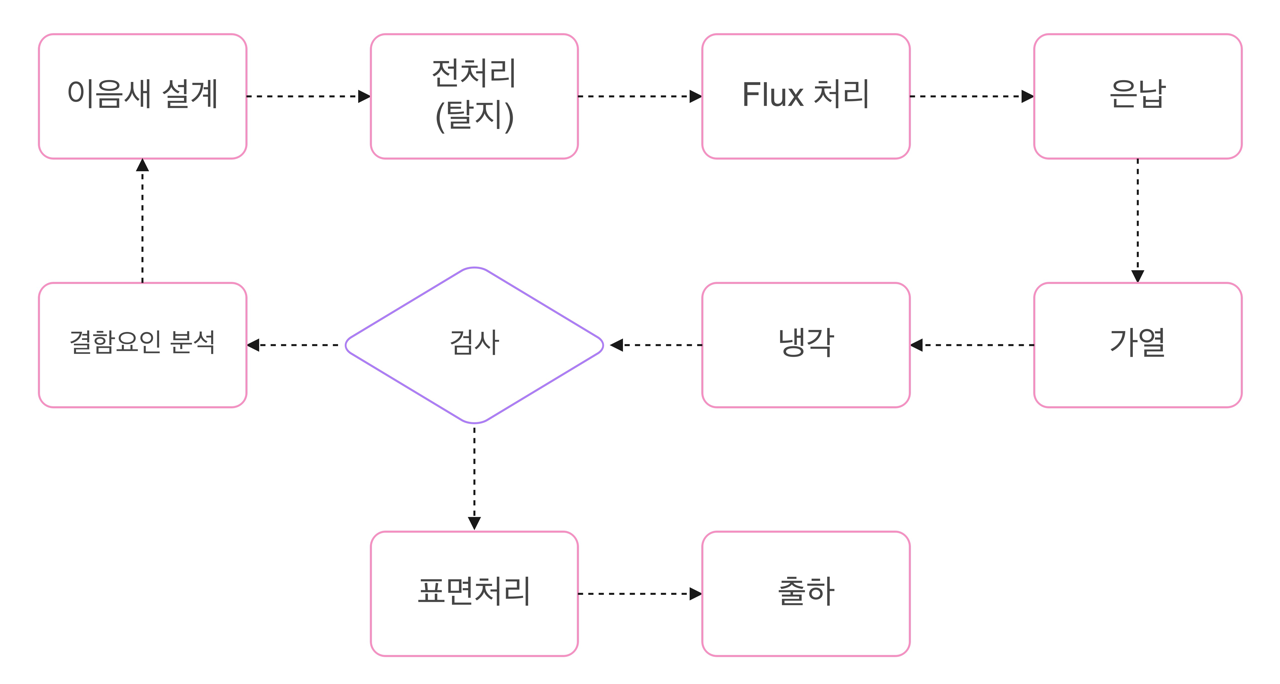 이음새 설계
전처리
(탈지)
Flux 처리
은납
결함요인 분석
검사
냉각
가열
표면처리
출하